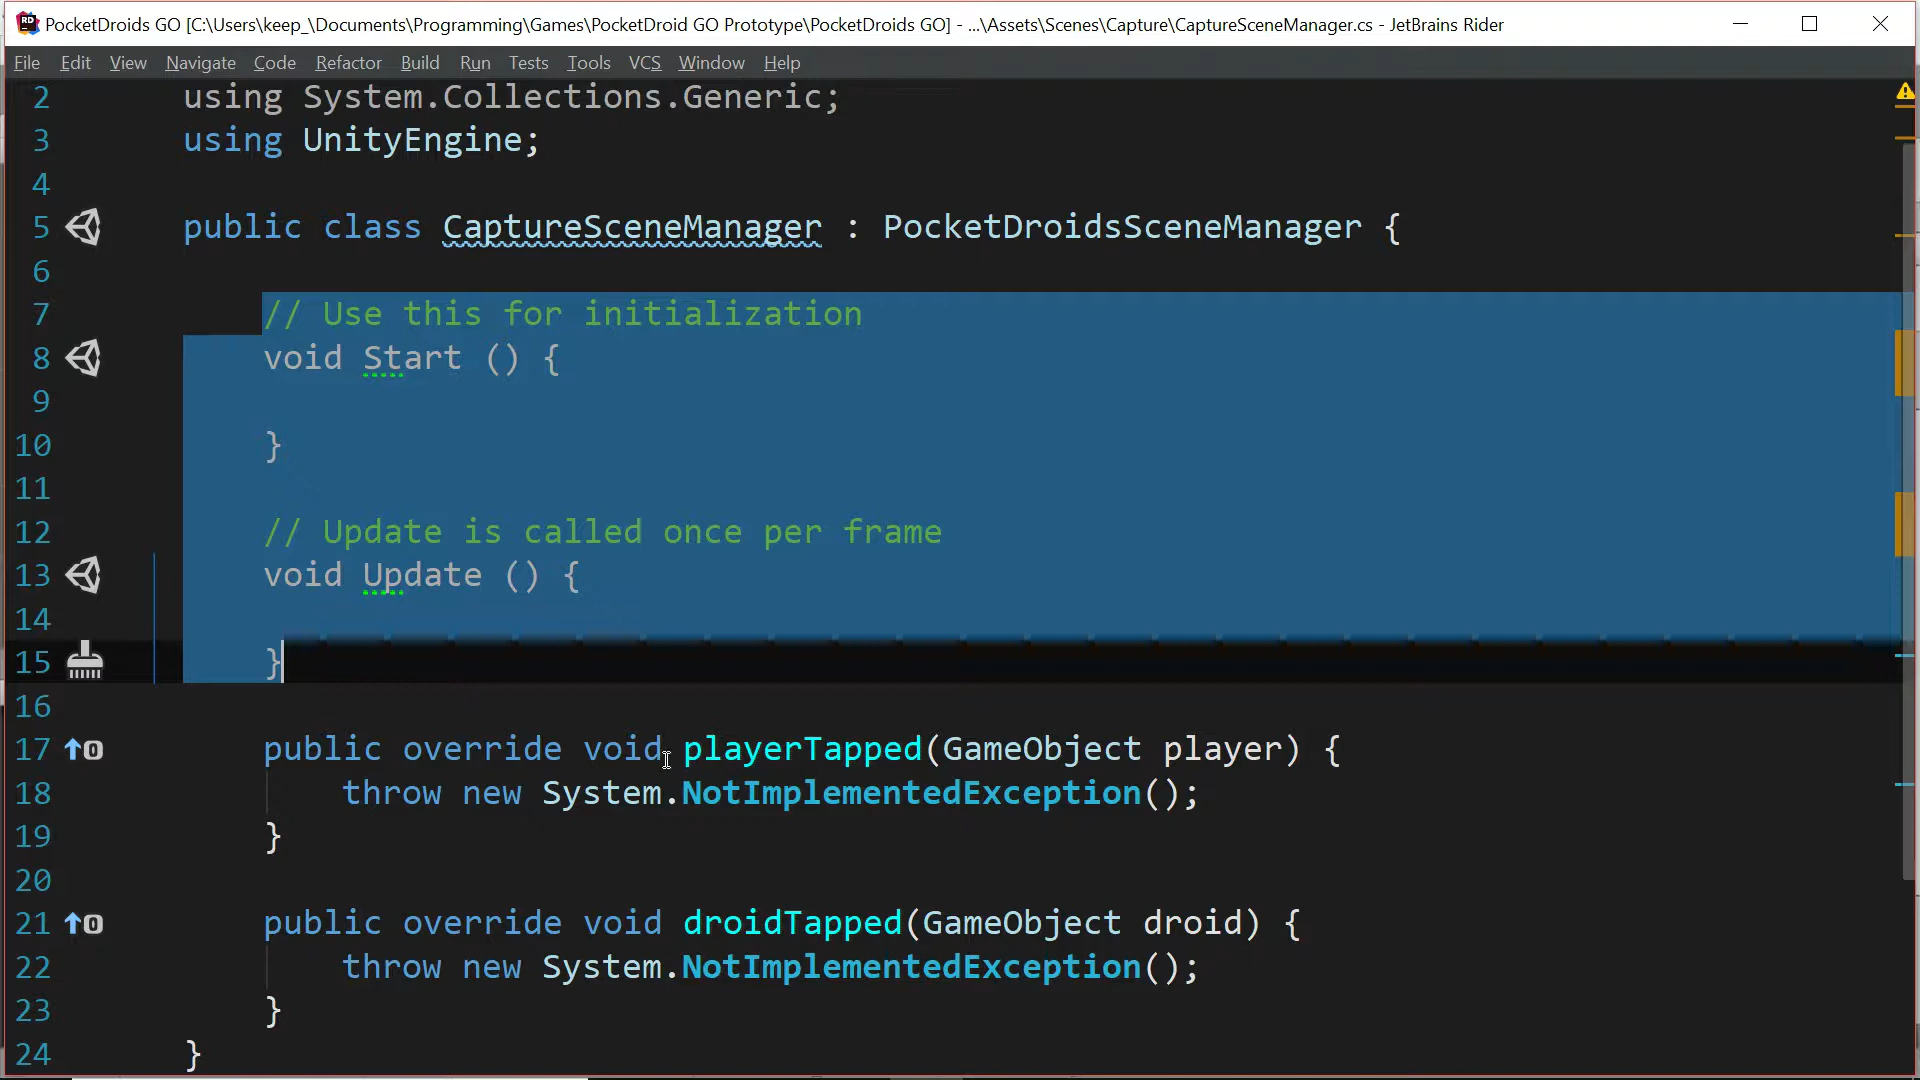 RD PocketDroids GO [C:\Users\keep_\Documents\Programming\Games\PocketDroid GO Prototype\PocketDroids GO] - ...\Assets\Scenes\Capture\CaptureSceneManager.cs - JetBrains Rider
File Edit View Navigate Code Refactor Build Run Tests Tools VCS Window Help
2 using System.Collections.Generic;
3 using UnityEngine;
4
5 public class CaptureSceneManager : PocketDroidsSceneManager {
6
7 // Use this for initialization
8 void Start () {
9
10 }
11
12 // Update is called once per frame
13 void Update () {
14
15 }
16
17 public override void playerTapped(GameObject player) {
18 throw new System.NotImplementedException();
19 }
20
21 public override void droidTapped(GameObject droid) {
22 throw new System.NotImplementedException();
23 }
24 }